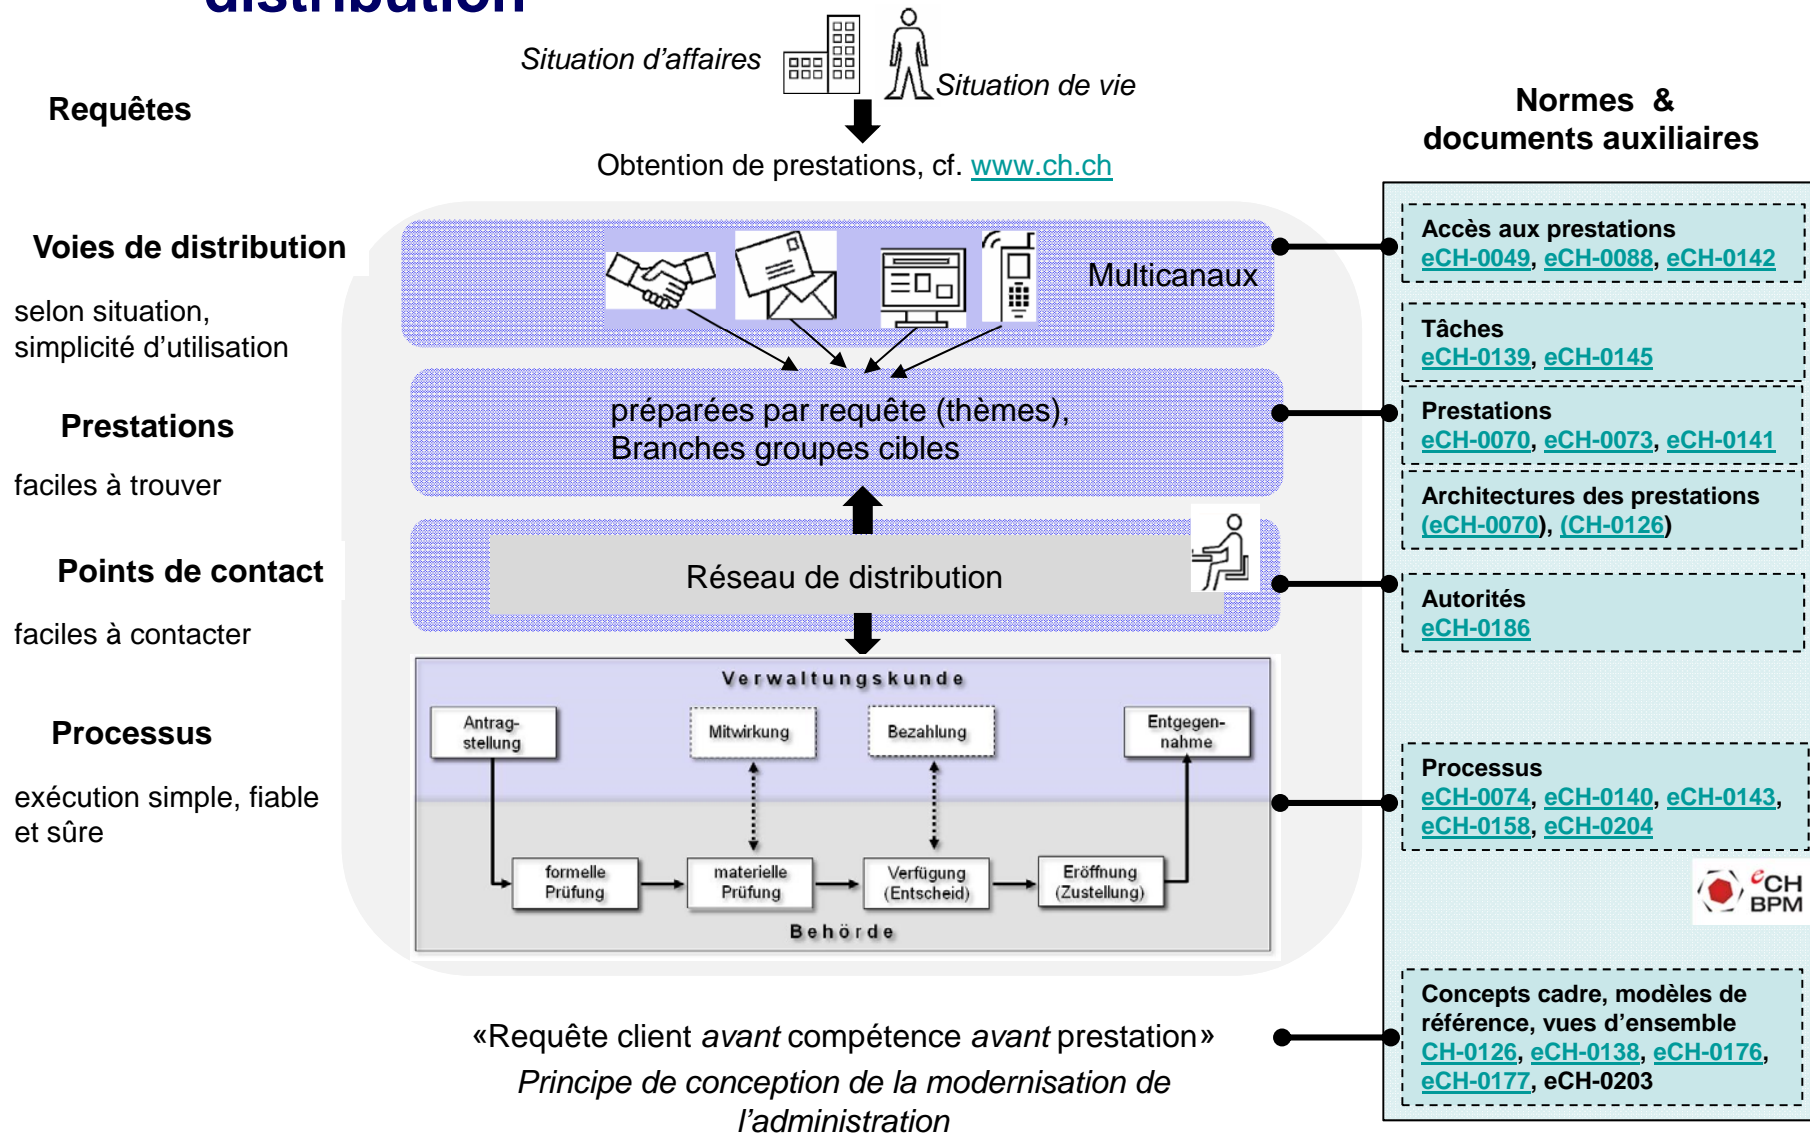 distribution
Situation d'affaires
Situation de vie
Requêtes
Obtention de prestations, cf. www.ch.ch
Normes &
documents auxiliaires
Voies de distribution
selon situation,
simplicité d'utilisation
Multicanaux
Accès aux prestations
eCH-0049, eCH-0088, eCH-0142
Tâches
eCH-0139, eCH-0145
Prestations
faciles à trouver
préparées par requête (thèmes),
Branches groupes cibles
Prestations
eCH-0070, eCH-0073, eCH-0141
Architectures des prestations
(eCH-0070), (CH-0126)
Points de contact
faciles à contacter
Réseau de distribution
Autorités
eCH-0186
Processus
exécution simple, fiable
et sûre
Verwaltungskunde
Antrag-
stellung
Mitwirkung
Bezahlung
Entgegen-
nahme
formelle
Prüfung
materielle
Prüfung
Verfügung
(Entscheid)
Eröffnung
(Zustellung)
Behörde
Processus
eCH-0074, eCH-0140, eCH-0143,
eCH-0158, eCH-0204
eCH
BPM
«Requête client avant compétence avant prestation»
Principe de conception de la modernisation de
l'administration
Concepts cadre, modèles de
référence, vues d'ensemble
CH-0126, eCH-0138, eCH-0176,
eCH-0177, eCH-0203